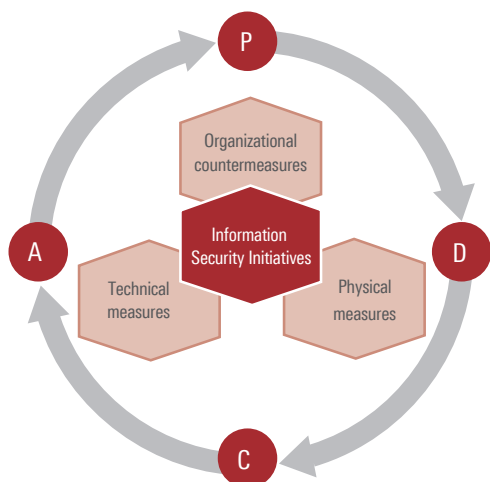 P
Organizational
countermeasures
A
Information
Security Initiatives
D
Technical
measures
Physical
measures
C